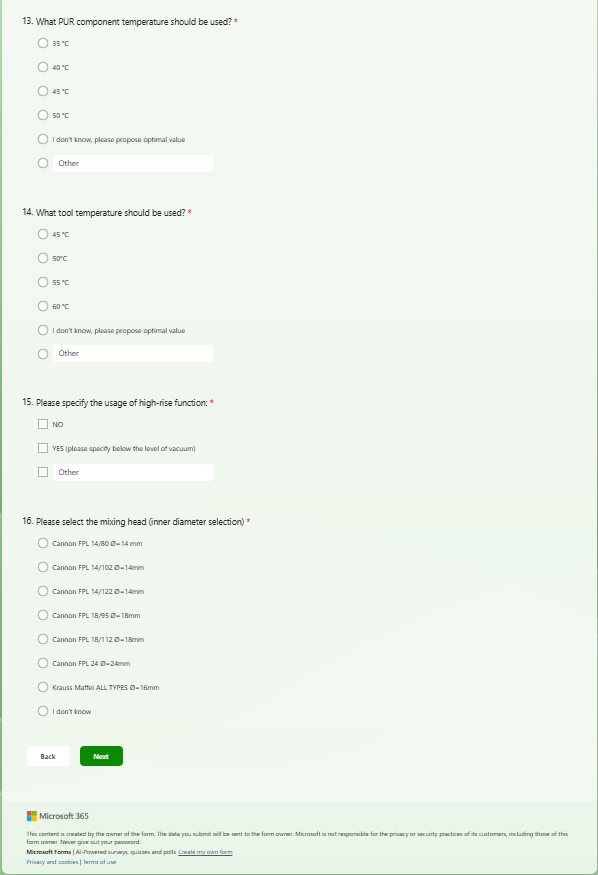 13. What PUR component temperature should be used? *
35 °C
40 °C
45 °C
50 °C
I don't know, please propose optimal value
Other
14. What tool temperature should be used? *
45 °C
50°C
55 °C
60 °C
I don't know, please propose optimal value
Other
15. Please specify the usage of high-rise function: *
NO
YES (please specify below the level of vacuum)
Other
16. Please select the mixing head (inner diameter selection) *
Cannon FPL 14/80 Ø=14 mm
Cannon FPL 14/102 Ø=14mm
Cannon FPL 14/122 Ø=14mm
Cannon FPL 18/95 Ø=18mm
Cannon FPL 18/112 Ø=18mm
Cannon FPL 24 Ø=24mm
Krauss Maffei ALL TYPES Ø=16mm
I don't know
Back Next
Microsoft 365
This content is created by the owner of the form. The data you submit will be sent to the form owner. Microsoft is not responsible for the privacy or security practices of its customers, including those of this
form owner. Never give out your password.
Microsoft Forms | AI-Powered surveys, quizzes and polls Create my own form
Privacy and cookies | Terms of use